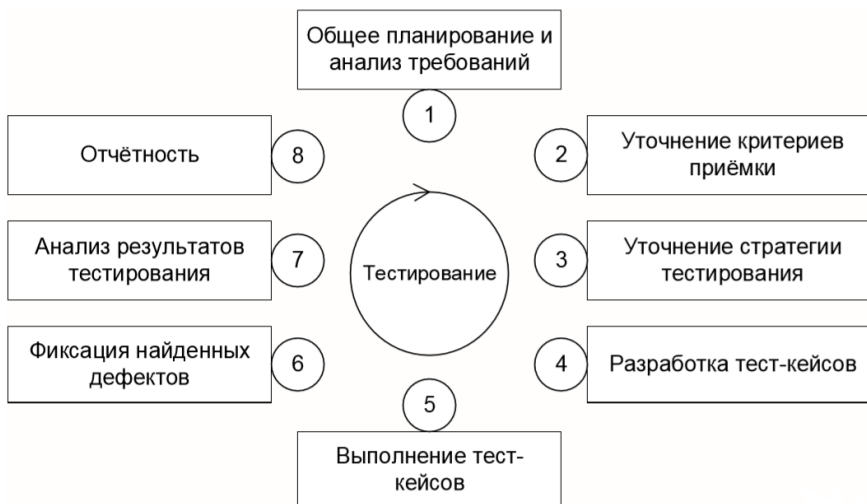 Общее планирование и
анализ требований
1
2
Уточнение критериев
приёмки
3
Уточнение стратегии
тестирования
4
Разработка тест-кейсов
5
Выполнение тест-
кейсов
6
Фиксация найденных
дефектов
7
Анализ результатов
тестирования
8
Отчётность
Тестирование